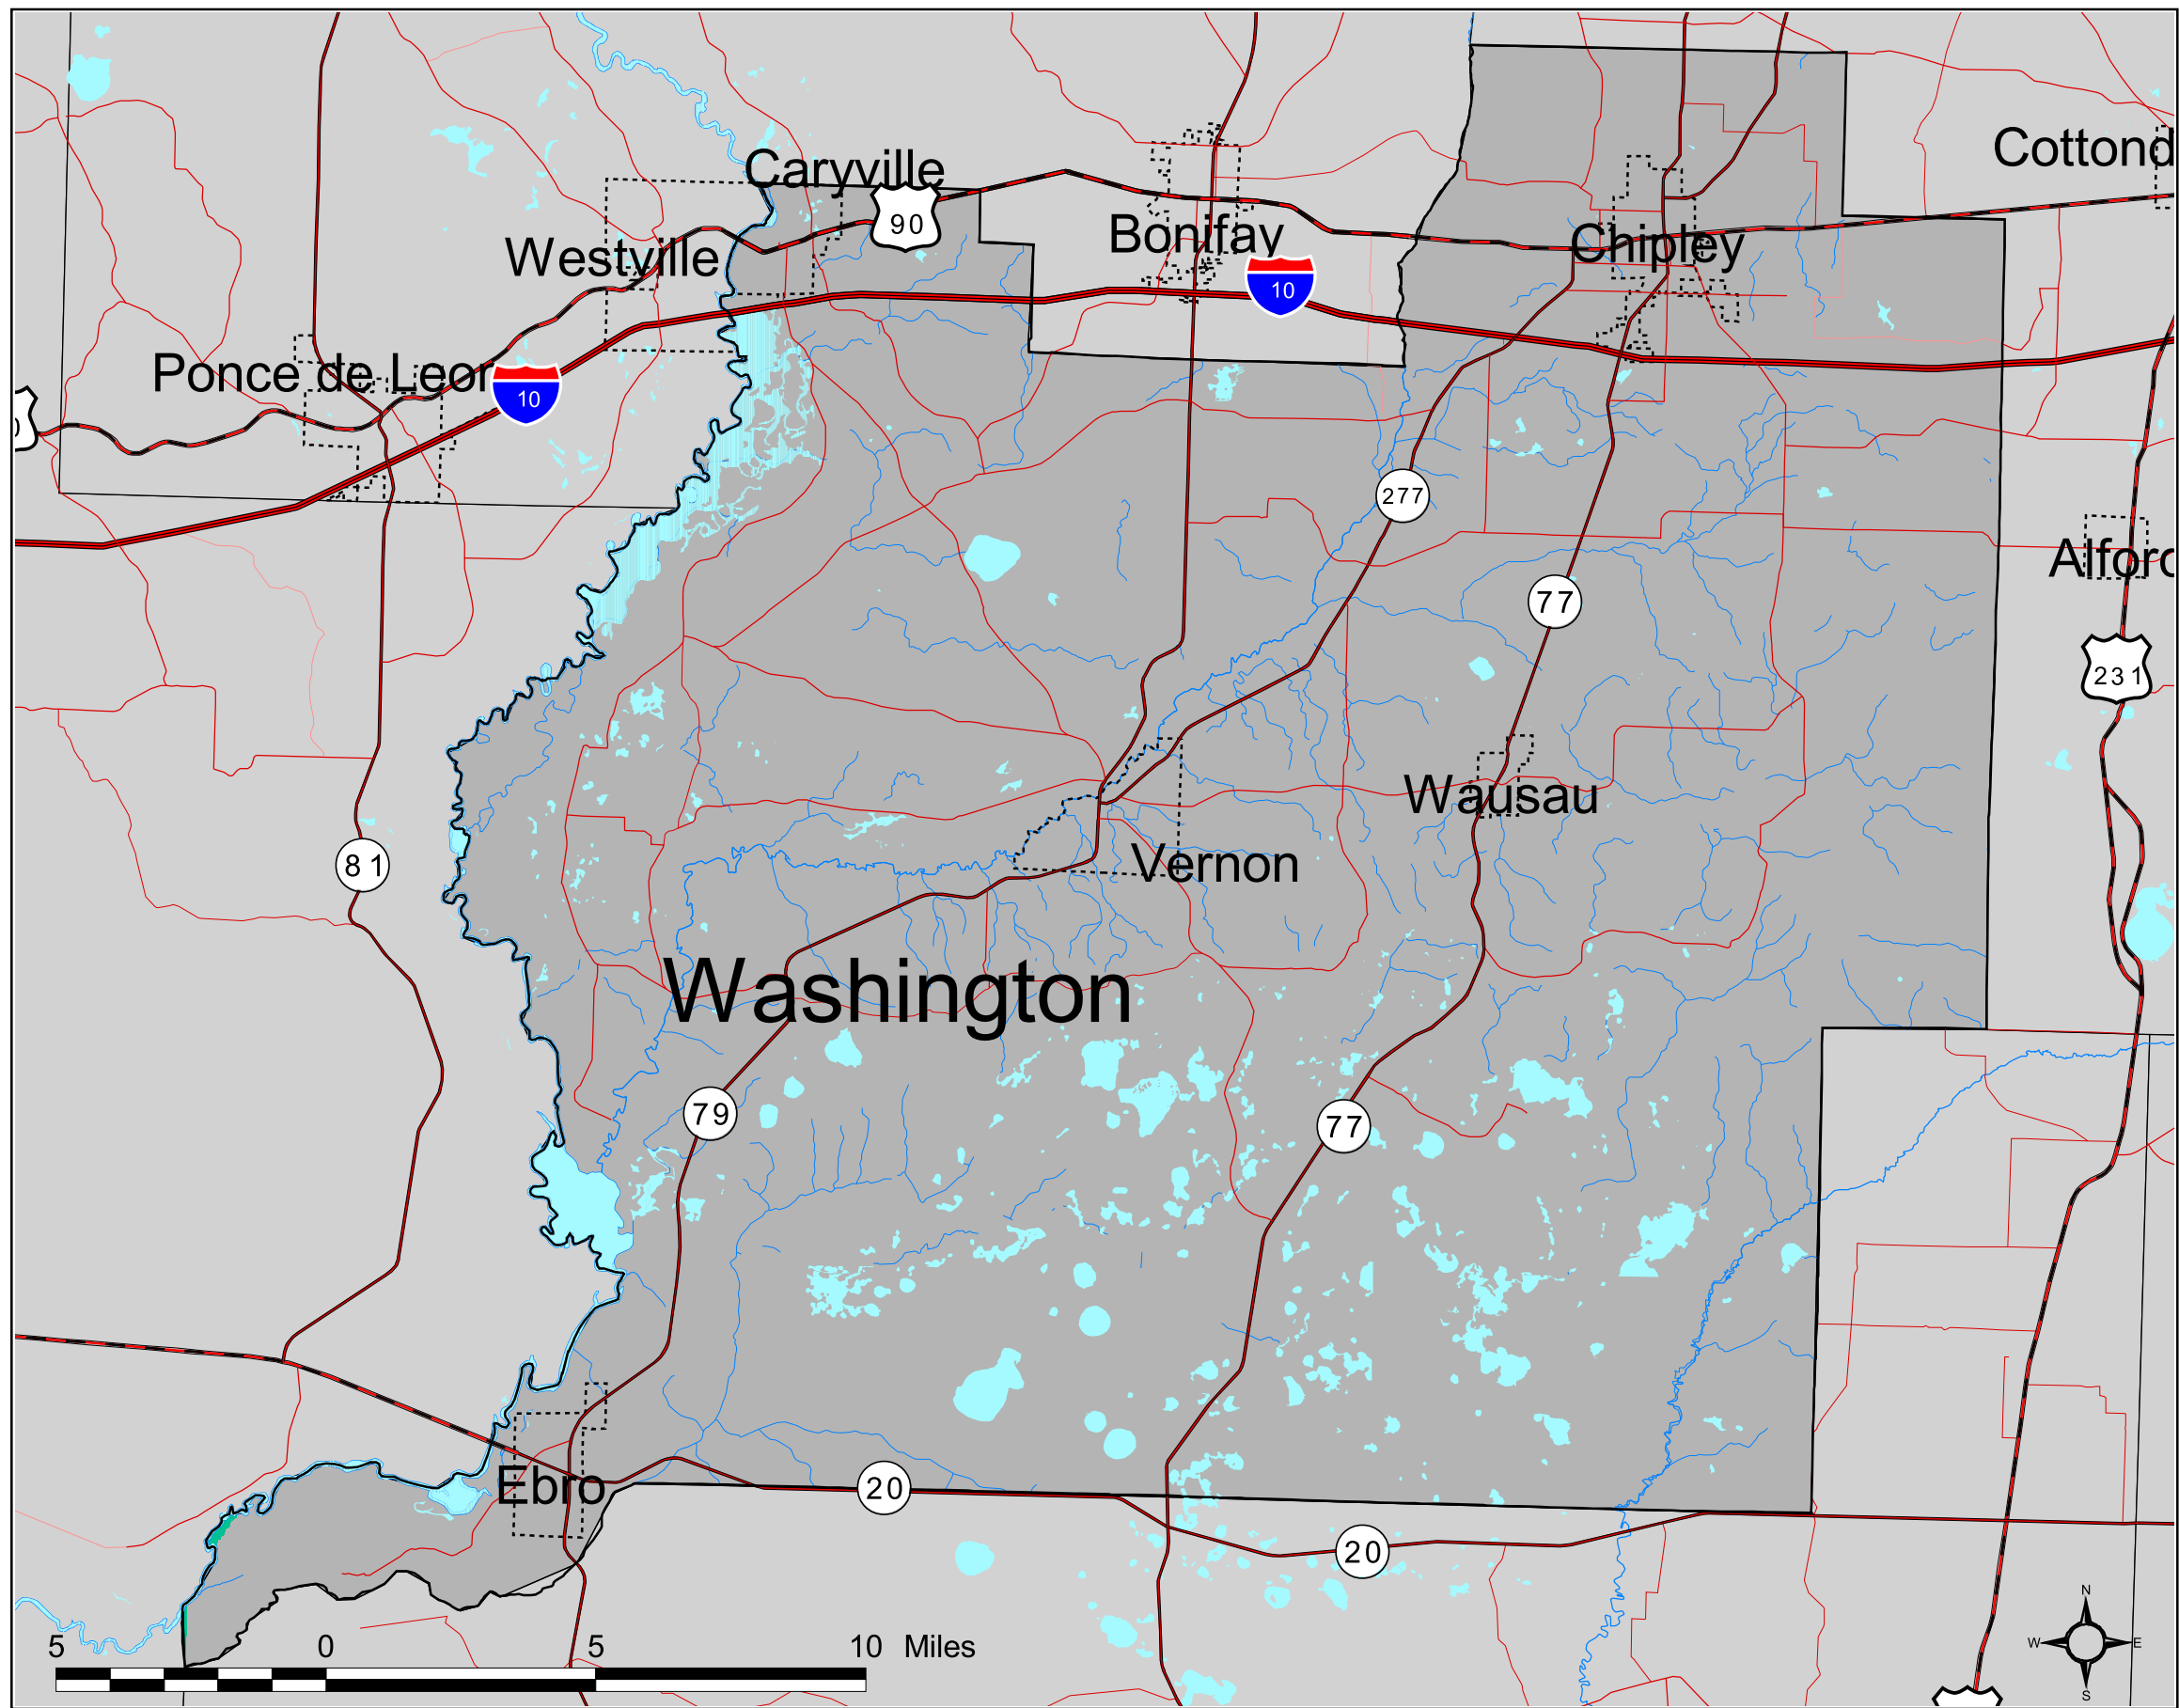 Cottond
Caryville
90
Bonifay
Chipley
Westville
10
Ponce de Leon
10
277
Alford
77
231
Wausau
Vernon
81
Washington
79
77
Ebro
20
20
N
W E
S
5 0 5 10 Miles